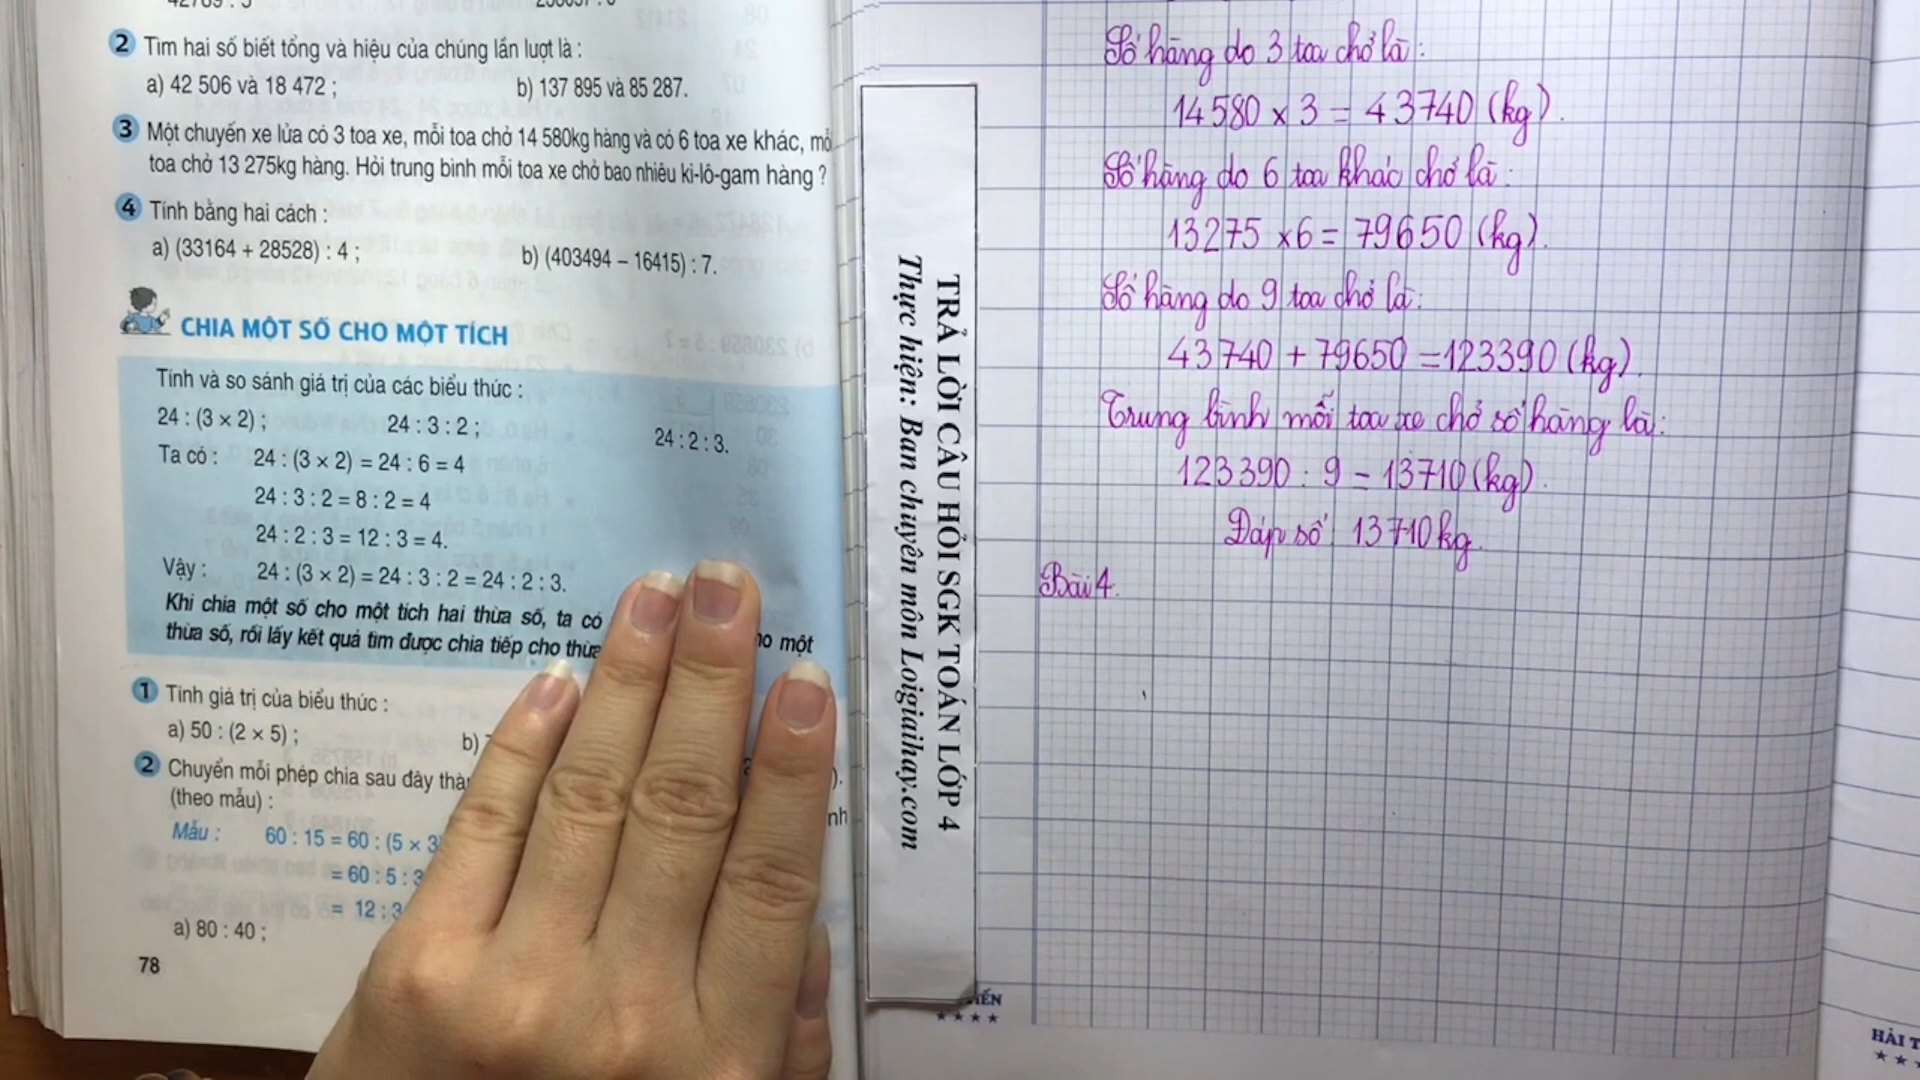 2 Tìm hai số biết tổng và hiệu của chúng lần lượt là :
a) 42 506 và 18 472 ; b) 137 895 và 85 287.
3 Một chuyến xe lửa có 3 toa xe, mỗi toa chở 14 580kg hàng và có 6 toa xe khác, mỗ
toa chở 13 275kg hàng. Hỏi trung bình mỗi toa xe chở bao nhiêu ki-lô-gam hàng ?
4 Tính bằng hai cách :
a) (33164 + 28528) : 4 ; b) (403494 – 16415) : 7.
CHIA MỘT SỐ CHO MỘT TÍCH
Tính và so sánh giá trị của các biểu thức :
24 : (3 × 2) ; 24 : 3 : 2 ; 24 : 2 : 3.
Ta có : 24 : (3 × 2) = 24 : 6 = 4
24 : 3 : 2 = 8 : 2 = 4
24 : 2 : 3 = 12 : 3 = 4.
Vậy : 24 : (3 × 2) = 24 : 3 : 2 = 24 : 2 : 3.
Khi chia một số cho một tích hai thừa số, ta có một
thừa số, rồi lấy kết quả tìm được chia tiếp cho thừa
1 Tính giá trị của biểu thức :
a) 50 : (2 × 5) ; b)
2 Chuyển mỗi phép chia sau đây
(theo mẫu) :
Mẫu : 60 : 15 = 60 : (5 × 3
= 60 : 5 : 3
= 12 : 3
a) 80 : 40 ;
78
TRẢ LỜI CÂU HỎI SGK TOÁN LỚP 4
Thực hiện: Ban chuyên môn Loigiaihay.com
Số hàng do 3 toa chở là:
14580 x 3 = 43740 (kg).
Số hàng do 6 toa khác chở là:
13275 x 6 = 79650 (kg).
Số hàng do 9 toa chở là:
43740 + 79650 = 123390 (kg).
Trung bình mỗi toa xe chở số hàng là:
123390 : 9 = 13710 (kg).
Đáp số: 13710kg.
Bài 4.
HẢI T